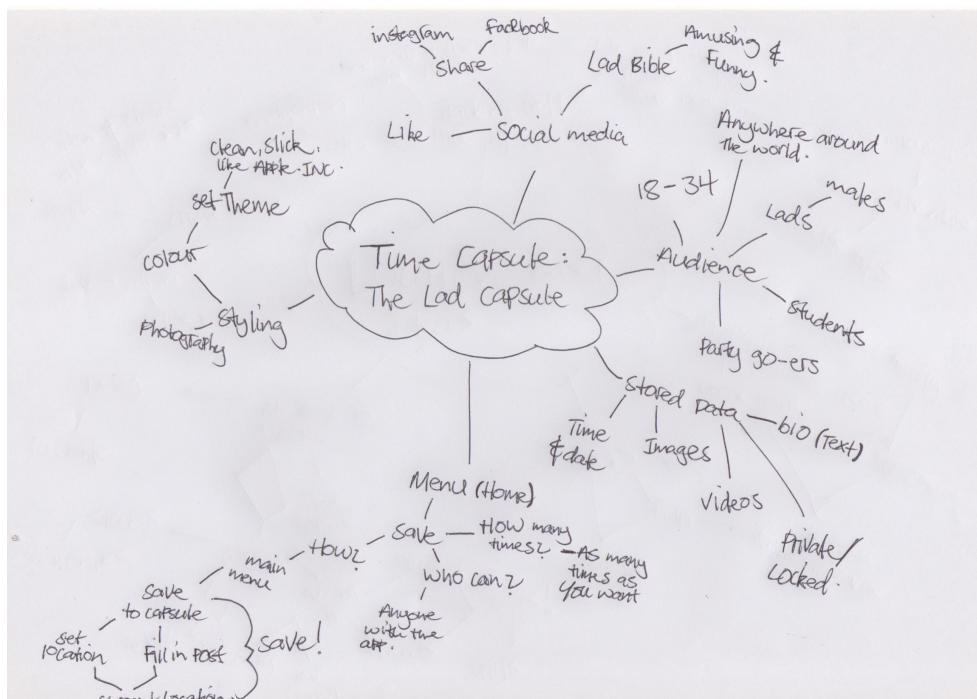 instegram
facebook
Share
Like
Social media
Lad Bible
Amusing &
Funny.
Clean, Slick,
like Apple.INC.
set Theme
colour
Styling
Photography
Time Capsule:
The Lad Capsule
Anywhere around
the world.
18-34
males
Lads
Audience
Students
Party go-ers
Stored Data
Time
& date
Images
bio (Text)
videos
Private/
Locked.
Menu (Home)
save
How many
times?
As many
times as
you want
who can?
Anyone
with the
app.
How?
main
menu
save
to capsule
set
location
Fill in Post
save!
location